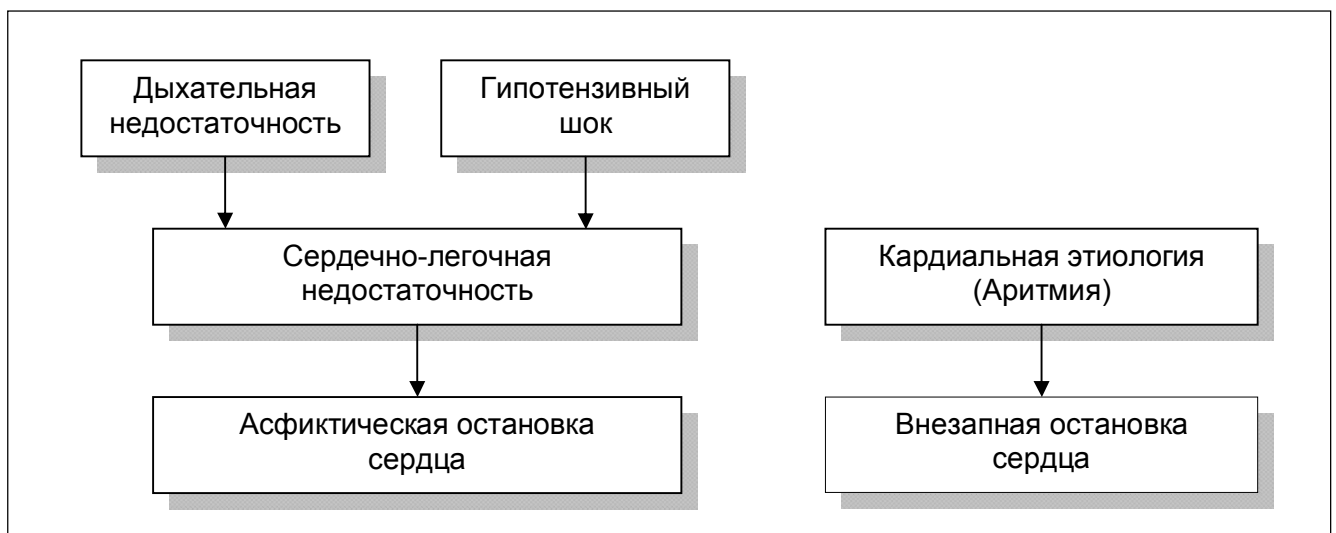 Дыхательная
недостаточность
Гипотензивный
шок
Сердечно-легочная
недостаточность
Кардиальная этиология
(Аритмия)
Асфиктическая остановка
сердца
Внезапная остановка
сердца